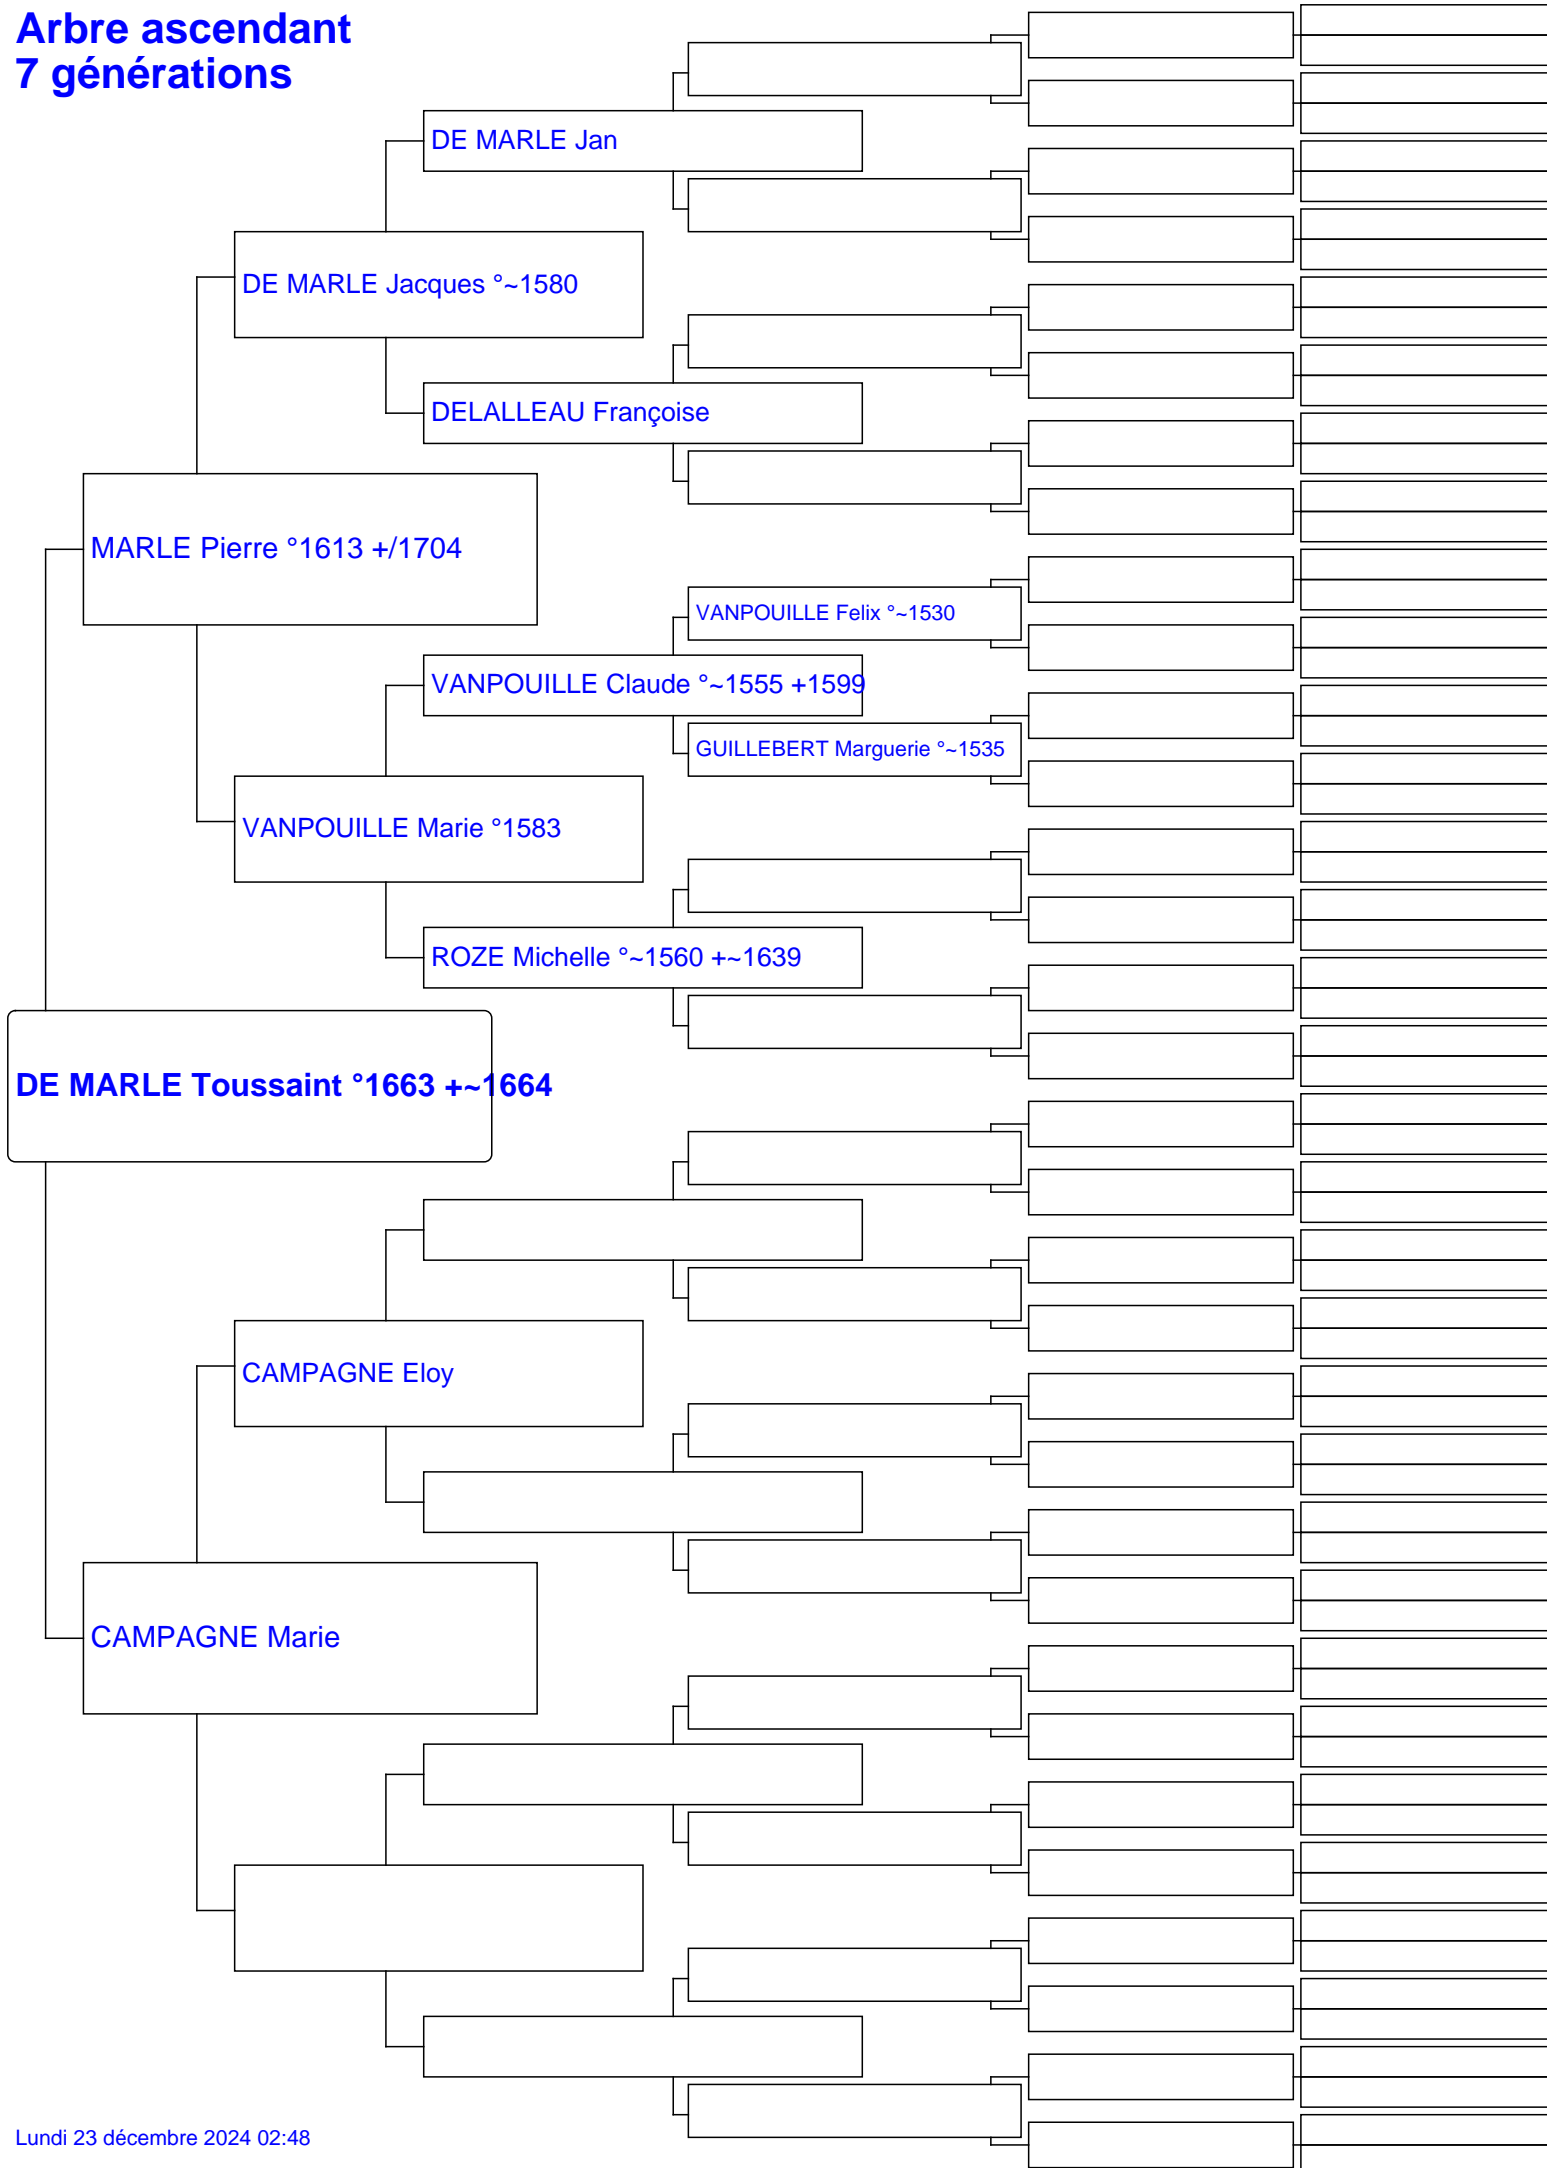 Arbre ascendant
7 générations
DE MARLE Jan
DE MARLE Jacques °~1580
DELALLEAU Françoise
MARLE Pierre °1613 +/1704
VANPOUILLE Felix °~1530
VANPOUILLE Claude °~1555 +1599
GUILLEBERT Marguerie °~1535
VANPOUILLE Marie °1583
ROZE Michelle °~1560 +~1639
DE MARLE Toussaint °1663 +~1664
CAMPAGNE Eloy
CAMPAGNE Marie
Lundi 23 décembre 2024 02:48